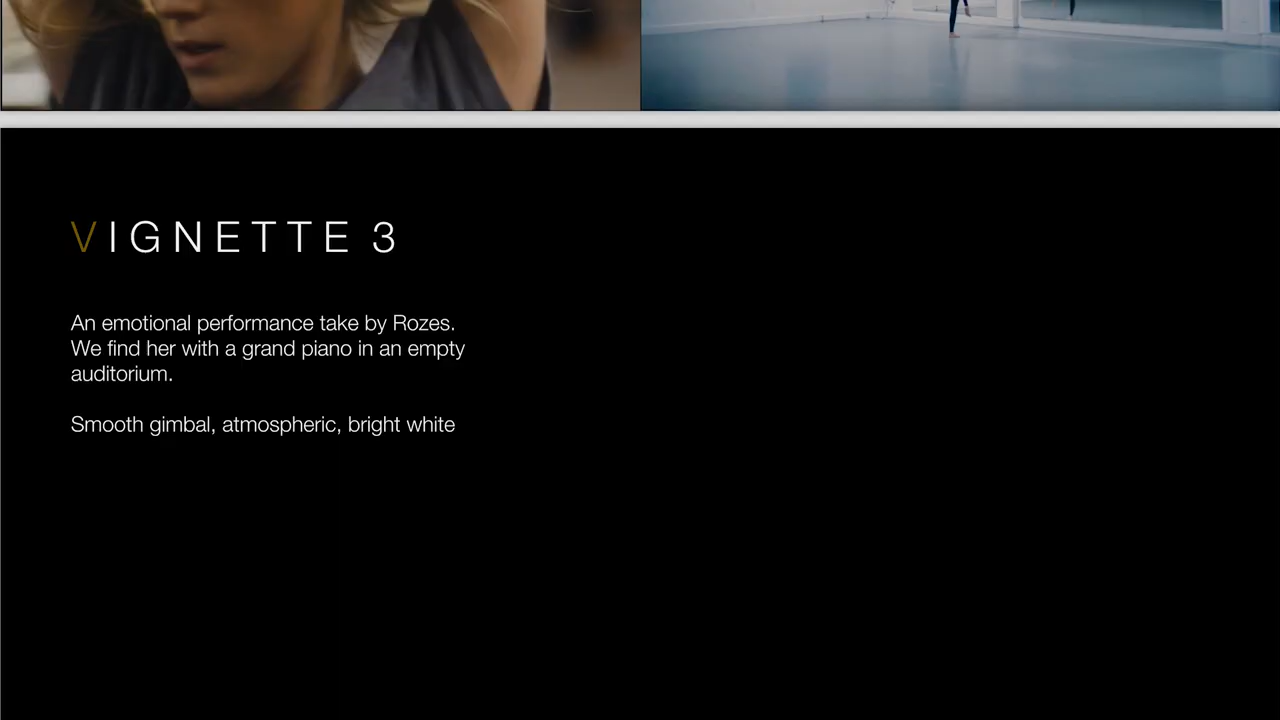 VIGNETTE 3
An emotional performance take by Rozes.
We find her with a grand piano in an empty
auditorium.
Smooth gimbal, atmospheric, bright white